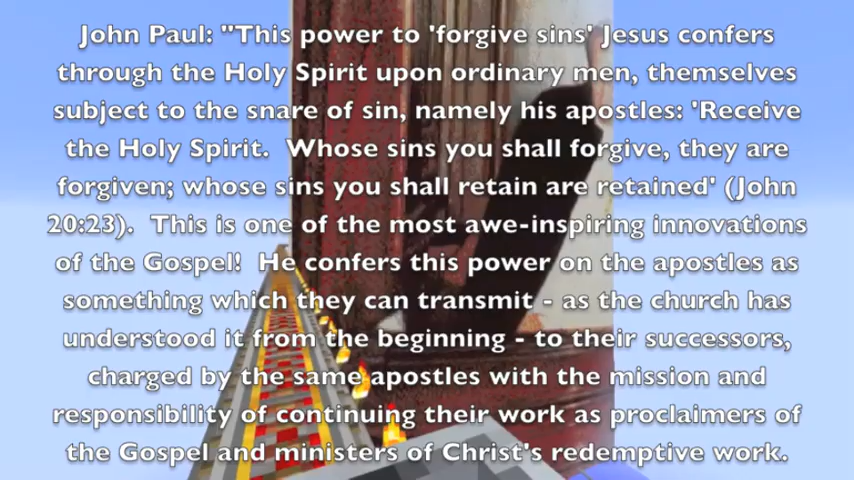 John Paul: "This power to 'forgive sins' Jesus confers
through the Holy Spirit upon ordinary men, themselves
subject to the snare of sin, namely his apostles: 'Receive
the Holy Spirit.  Whose sins you shall forgive, they are
forgiven; whose sins you shall retain are retained' (John
20:23).  This is one of the most awe-inspiring innovations
of the Gospel!  He confers this power on the apostles as
something which they can transmit - as the church has
understood it from the beginning - to their successors,
charged by the same apostles with the mission and
responsibility of continuing their work as proclaimers of
the Gospel and ministers of Christ's redemptive work.